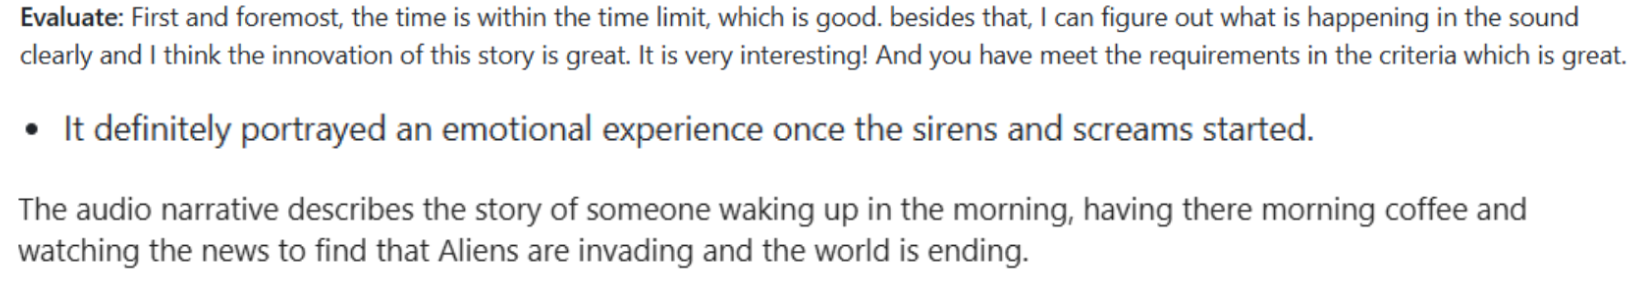 Evaluate: First and foremost, the time is within the time limit, which is good. besides that, I can figure out what is happening in the sound
clearly and I think the innovation of this story is great. It is very interesting! And you have meet the requirements in the criteria which is great.
• It definitely portrayed an emotional experience once the sirens and screams started.
The audio narrative describes the story of someone waking up in the morning, having there morning coffee and
watching the news to find that Aliens are invading and the world is ending.